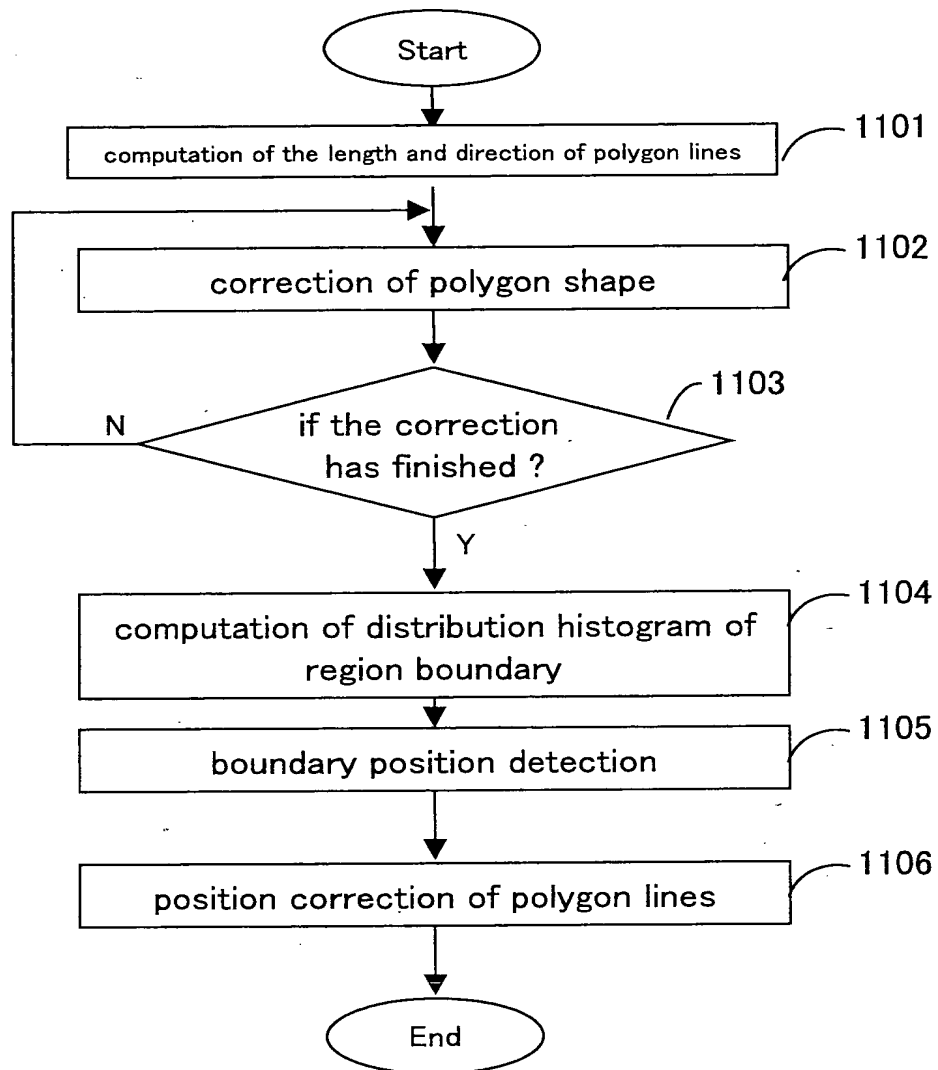 Start
computation of the length and direction of polygon lines
1101
correction of polygon shape
1102
if the correction
has finished ?
1103
N
Y
computation of distribution histogram of
region boundary
1104
boundary position detection
1105
position correction of polygon lines
1106
End